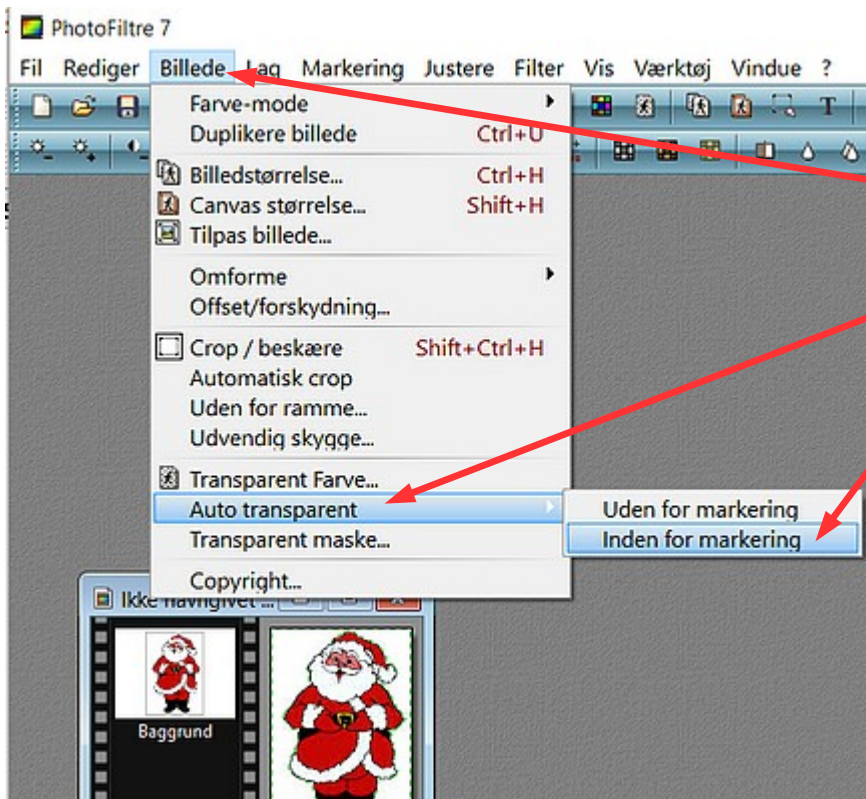 PhotoFiltre 7
Fil Rediger Billede Lag Markering Justere Filter Vis Værktøj Vindue ?
Farve-mode
Duplikere billede Ctrl+U
Billedstørrelse... Ctrl+H
Canvas størrelse... Shift+H
Tilpas billede...
Omforme
Offset/forskydning...
Crop / beskære Shift+Ctrl+H
Automatisk crop
Uden for ramme...
Udvendig skygge...
Transparent Farve...
Auto transparent
Uden for markering
Inden for markering
Transparent maske...
Copyright...
Ikke navngivet ...
Baggrund